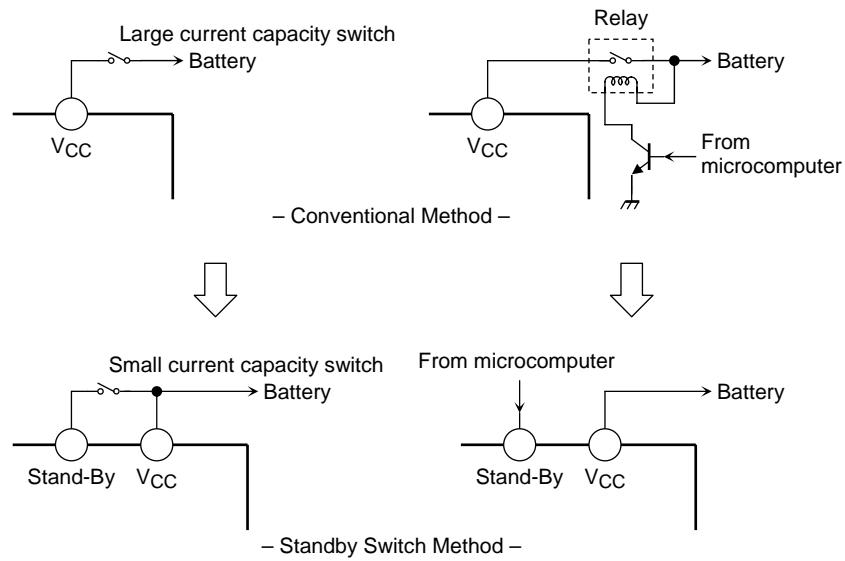 Large current capacity switch
Battery
VCC
Relay
Battery
VCC
From
microcomputer
– Conventional Method –
Small current capacity switch
Battery
Stand-By
VCC
From microcomputer
Battery
Stand-By
VCC
– Standby Switch Method –